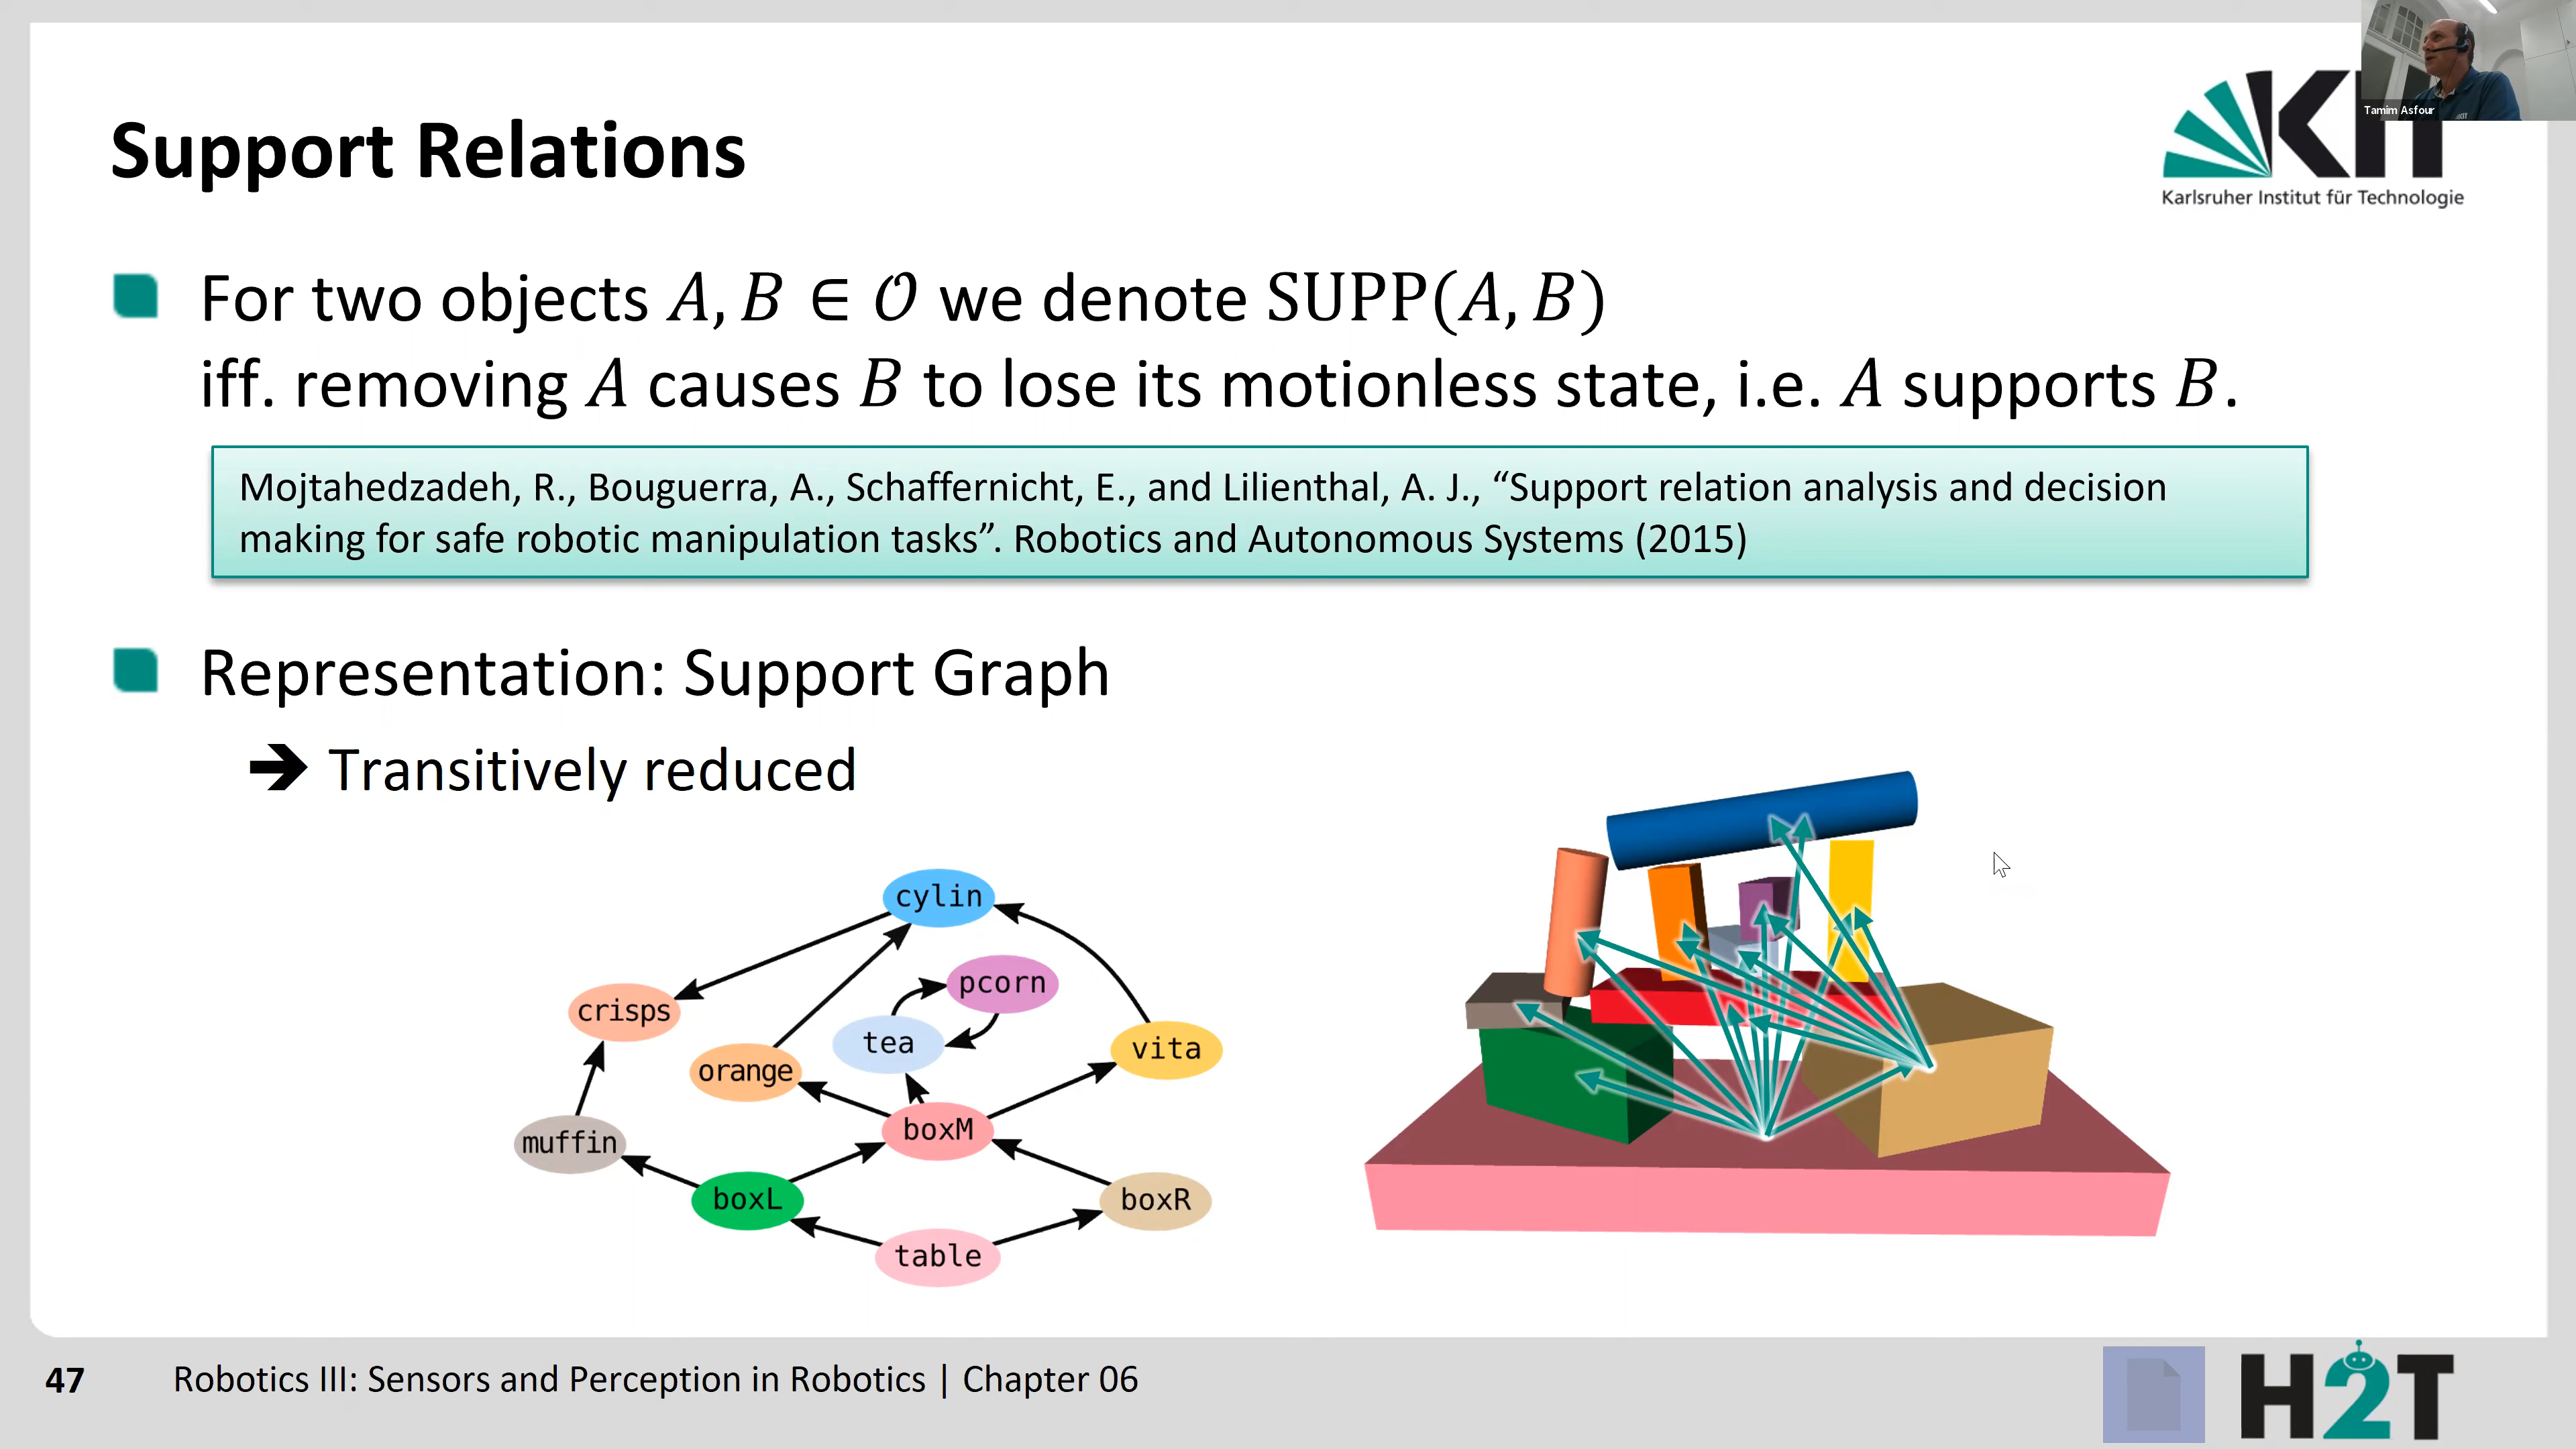 Tamim Asfour
KIT
Karlsruher Institut für Technologie
Support Relations
For two objects A, B ∈ 𝒪 we denote SUPP(A, B)
iff. removing A causes B to lose its motionless state, i.e. A supports B.
Mojtahedzadeh, R., Bouguerra, A., Schaffernicht, E., and Lilienthal, A. J., “Support relation analysis and decision
making for safe robotic manipulation tasks”. Robotics and Autonomous Systems (2015)
Representation: Support Graph
➔ Transitively reduced
cylin
pcorn
crisps
tea
vita
orange
boxM
muffin
boxL
boxR
table
47
Robotics III: Sensors and Perception in Robotics | Chapter 06
H2T